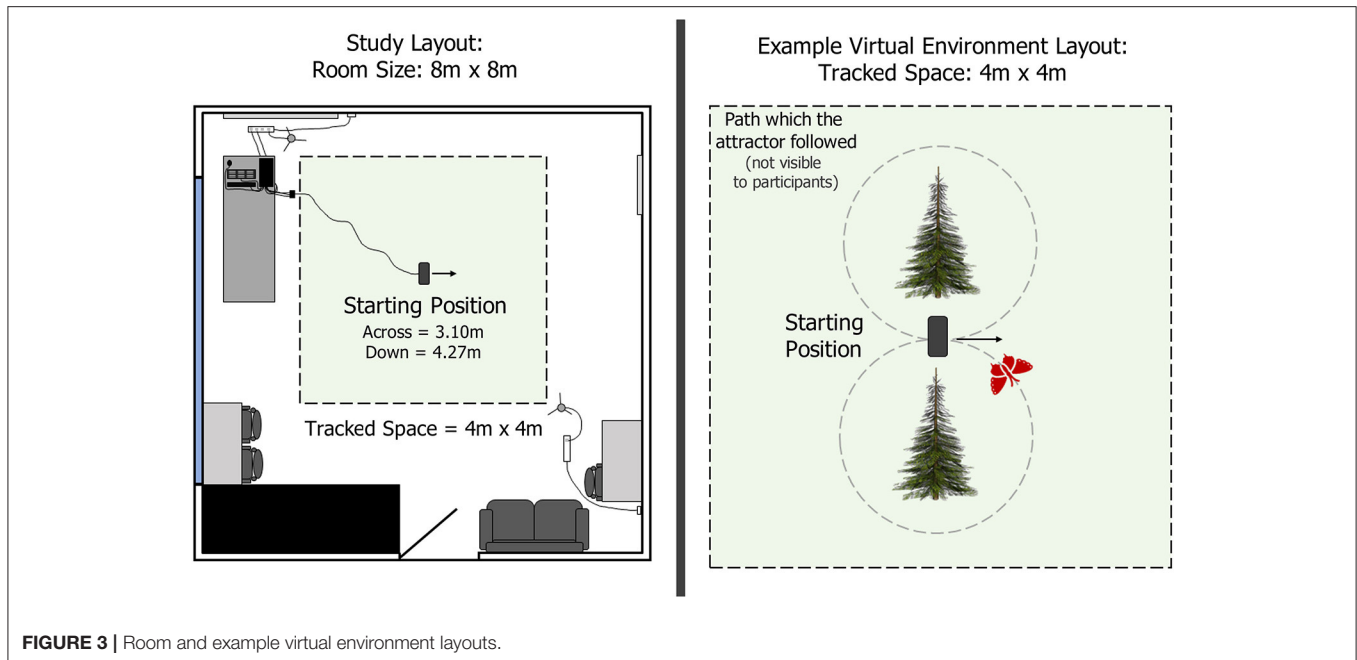 Study Layout:
Room Size: 8m x 8m
Starting Position
Across = 3.10m
Down = 4.27m
Tracked Space = 4m x 4m
Example Virtual Environment Layout:
Tracked Space: 4m x 4m
Path which the
attractor followed
(not visible
to participants)
Starting
Position
FIGURE 3 | Room and example virtual environment layouts.